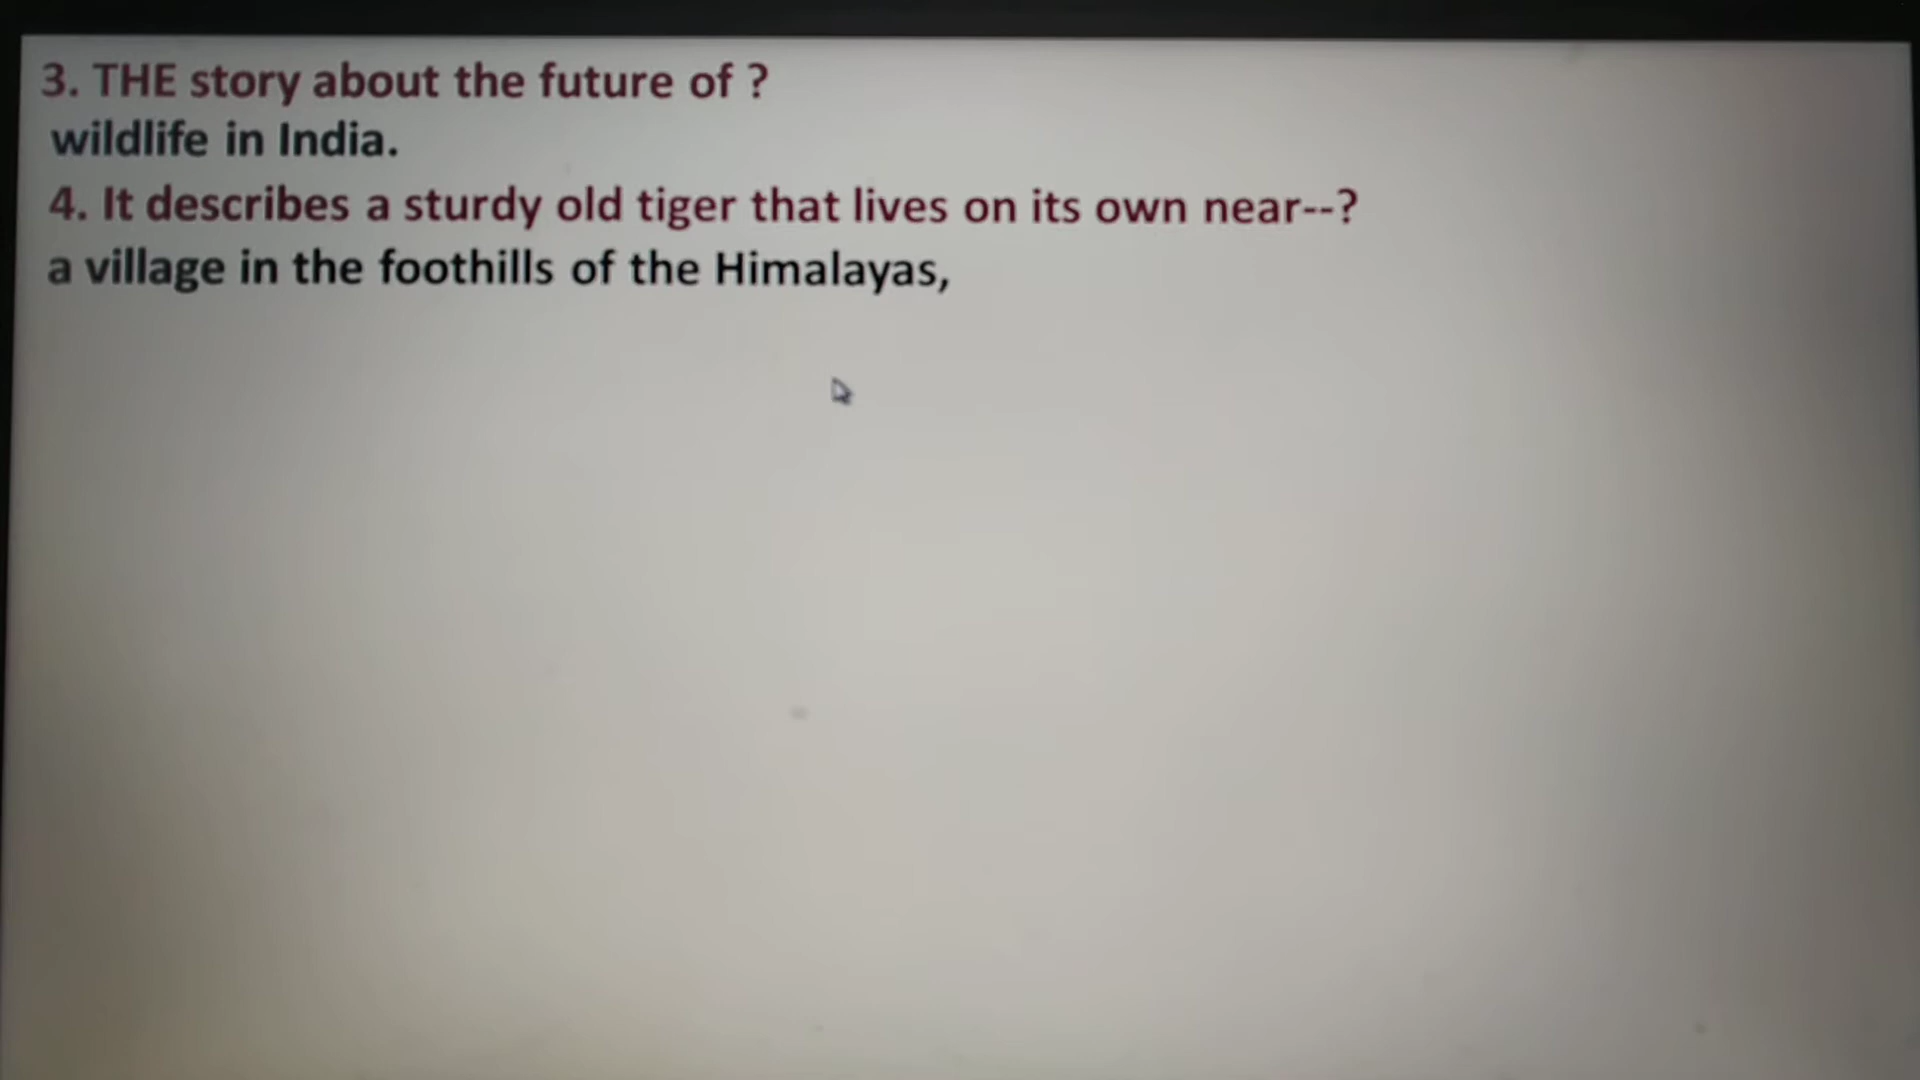 3. THE story about the future of ?
wildlife in India.
4. It describes a sturdy old tiger that lives on its own near--?
a village in the foothills of the Himalayas,